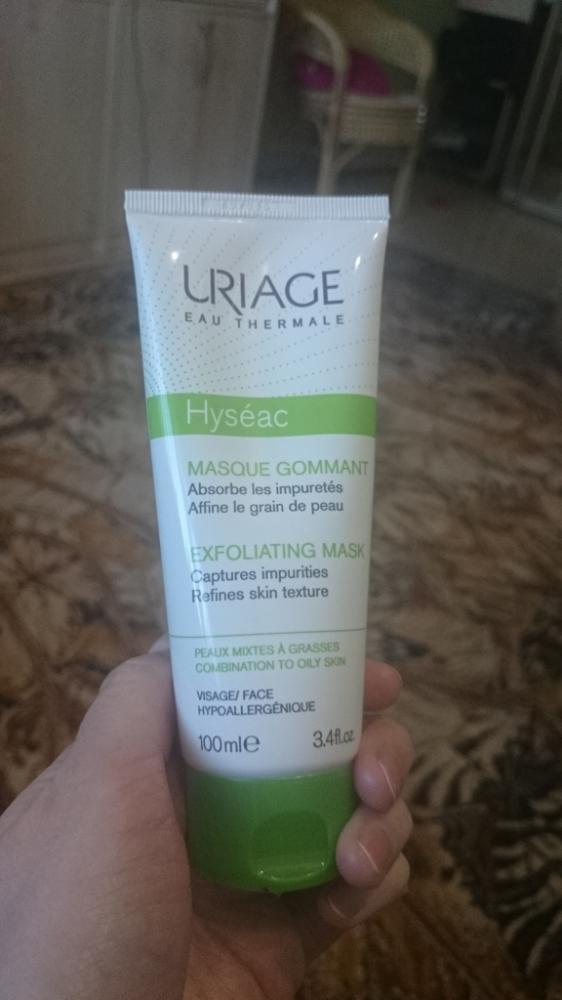 URIAGE
EAU THERMALE
Hyséac
MASQUE GOMMANT
Absorbe les impuretés
Affine le grain de peau
EXFOLIATING MASK
Captures impurities
Refines skin texture
PEAUX MIXTES À GRASSES
COMBINATION TO OILY SKIN
VISAGE/ FACE
HYPOALLERGÉNIQUE
100ml℮ 3.4fl.oz.